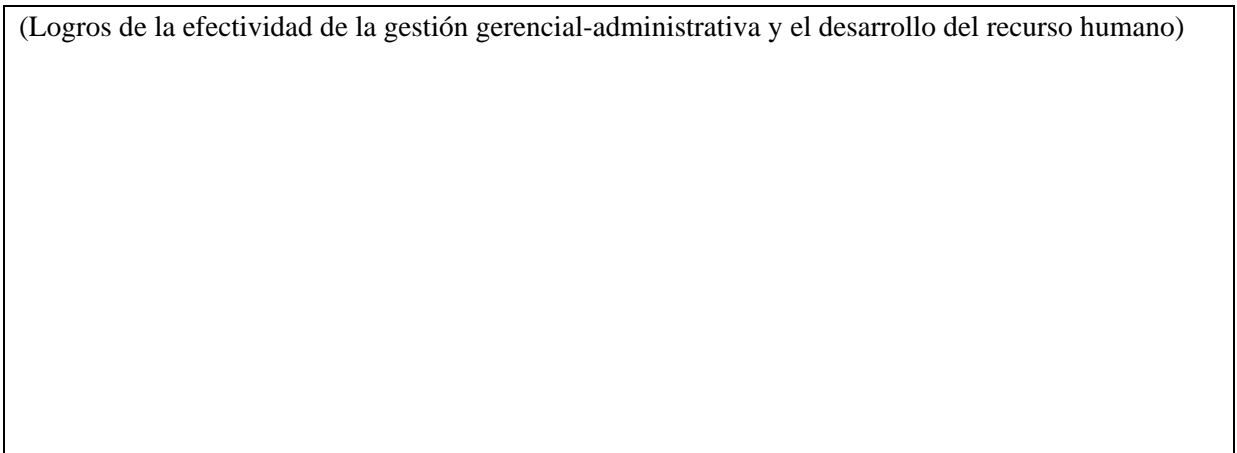 (Logros de la efectividad de la gestión gerencial-administrativa y el desarrollo del recurso humano)